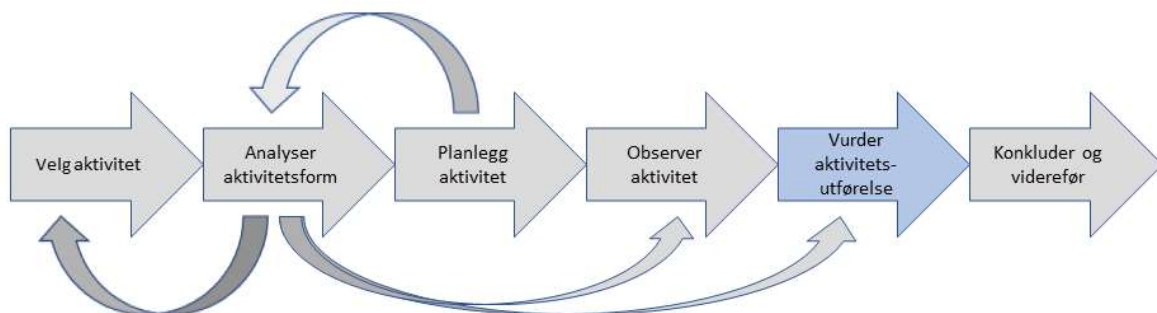 Velg aktivitet
Analyser
aktivitetsform
Planlegg
aktivitet
Observer
aktivitet
Vurder
aktivitets-
utførelse
Konkluder og
viderefør